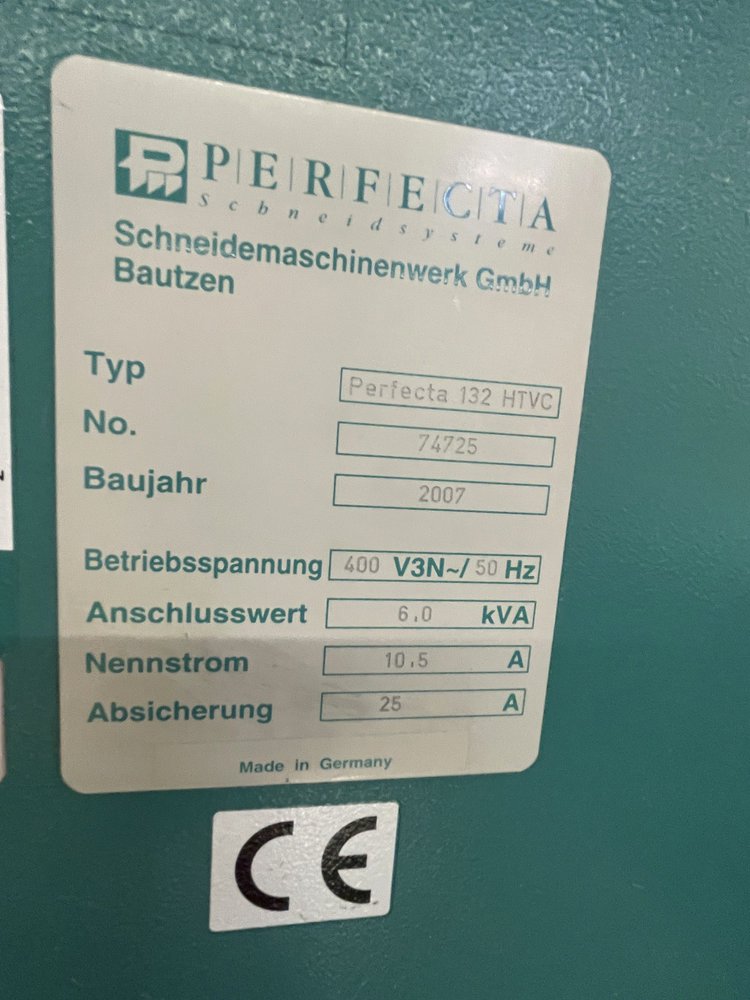 P|E|R|F|E|C|T|A
Schneidsysteme
Schneidemaschinenwerk GmbH
Bautzen
Typ Perfecta 132 HTVC
No. 74725
Baujahr 2007
Betriebsspannung 400 V3N~/ 50 Hz
Anschlusswert 6.0 kVA
Nennstrom 10.5 A
Absicherung 25 A
Made in Germany
CE